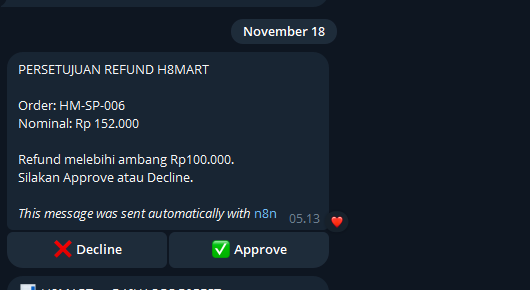 November 18
PERSETUJUAN REFUND H8MART
Order: HM-SP-006
Nominal: Rp 152.000
Refund melebihi ambang Rp100.000.
Silakan Approve atau Decline.
This message was sent automatically with n8n
05.13
Decline
Approve